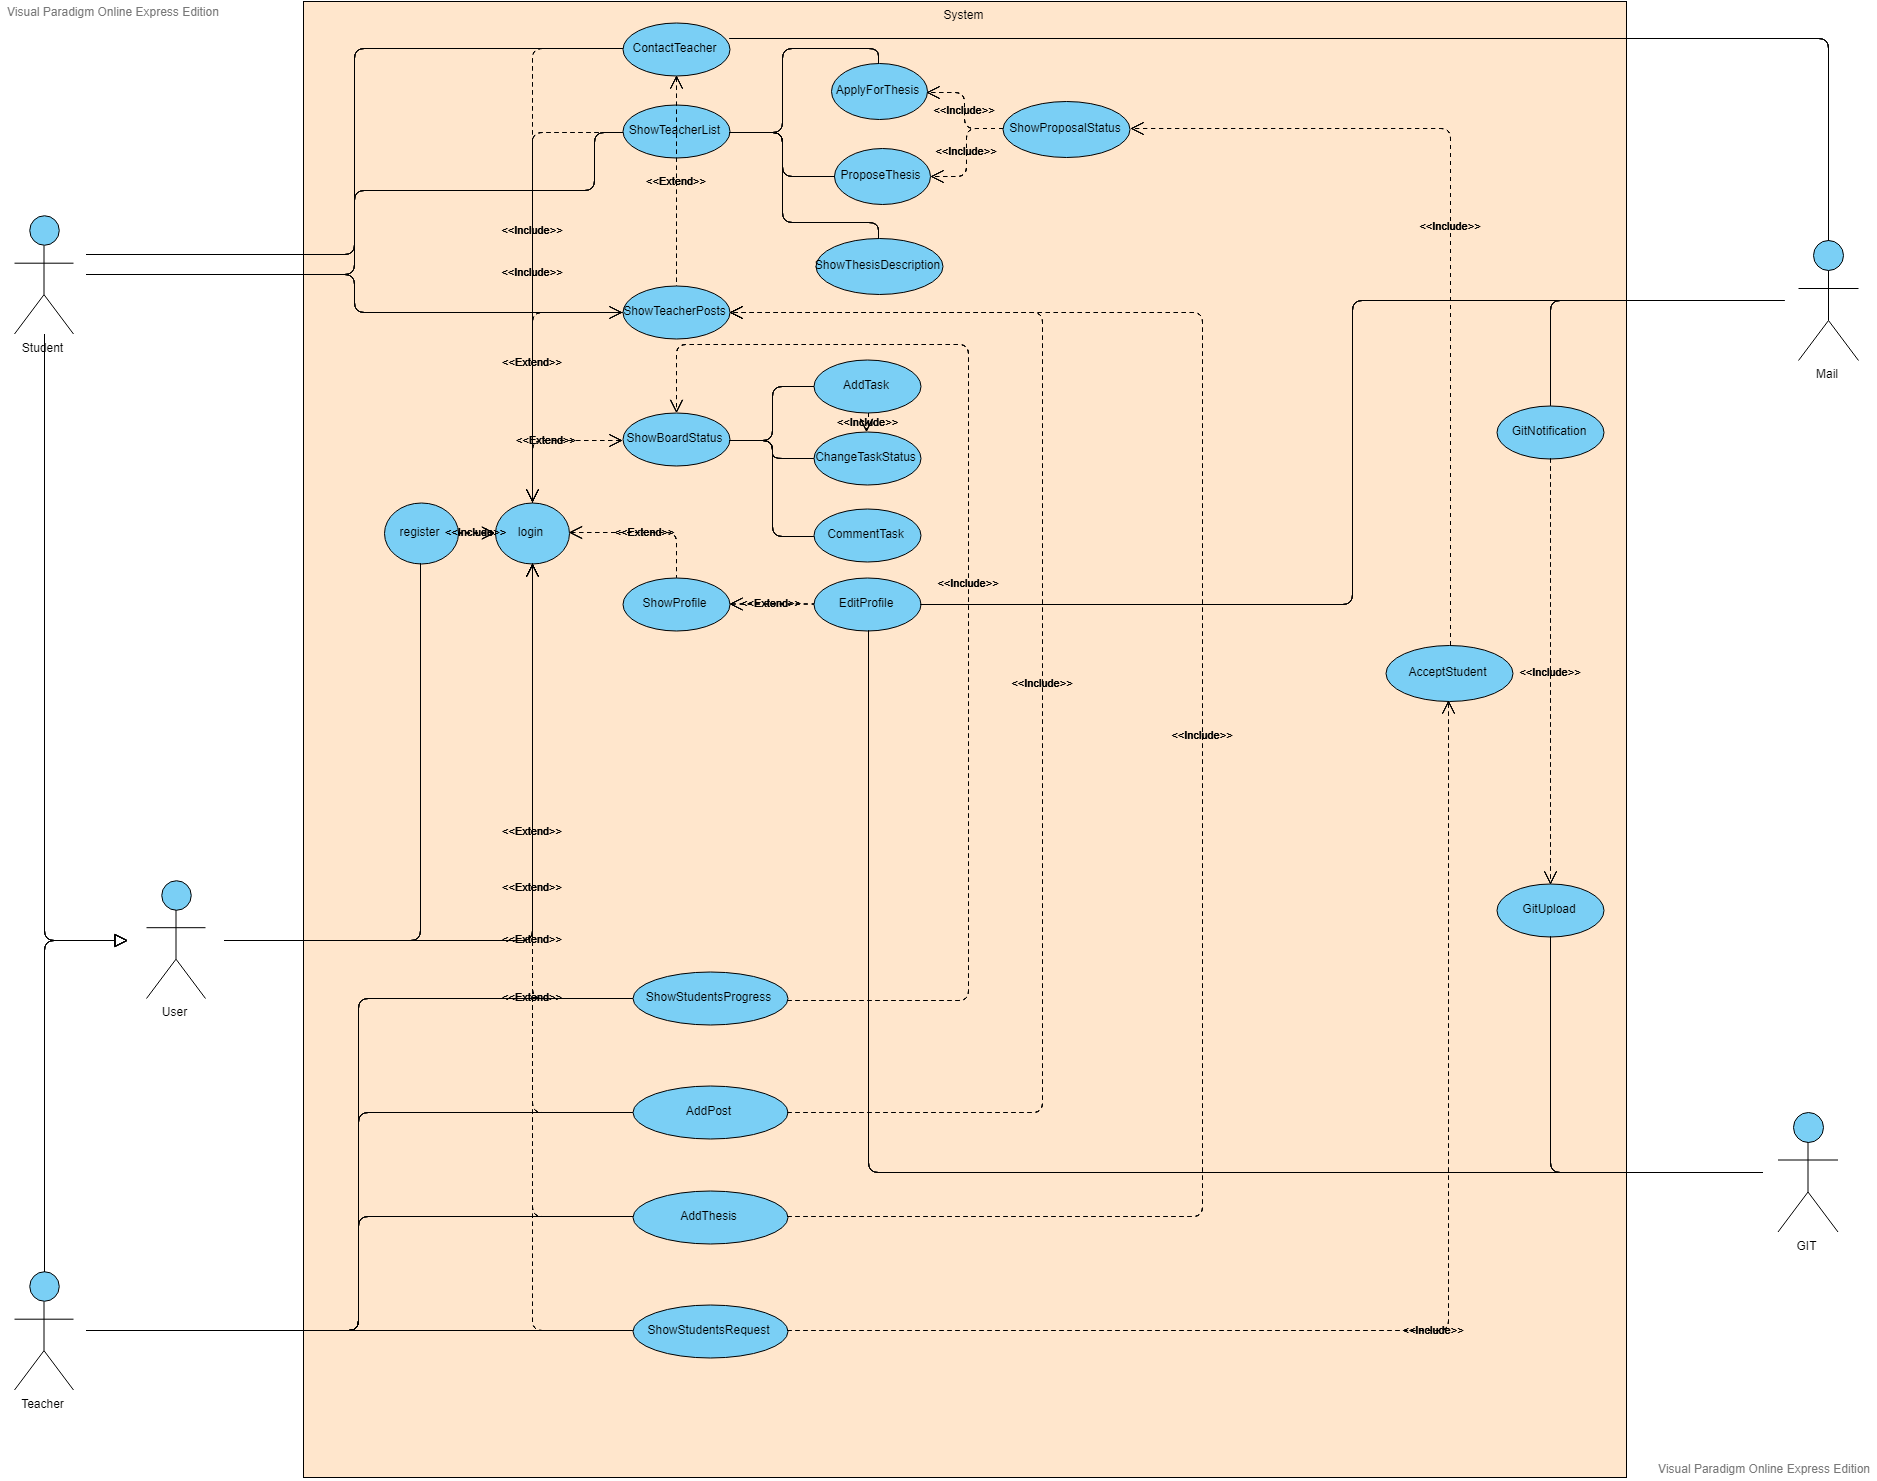 Visual Paradigm Online Express Edition
System
ContactTeacher
ApplyForThesis
<<Include>>
ShowTeacherList
ShowProposalStatus
<<Include>>
ProposeThesis
<<Extend>>
<<Include>>
<<Include>>
ShowThesisDescription
<<Include>>
ShowTeacherPosts
Student
<<Extend>>
Mail
AddTask
<<Include>>
GitNotification
<<Extend>>
ShowBoardStatus
ChangeTaskStatus
register
<<Include>>
login
<<Extend>>
CommentTask
<<Include>>
ShowProfile
<<Extend>>
EditProfile
AcceptStudent
<<Include>>
<<Include>>
<<Include>>
<<Extend>>
<<Extend>>
GitUpload
<<Extend>>
<<Extend>>
ShowStudentsProgress
User
AddPost
AddThesis
GIT
ShowStudentsRequest
<<Include>>
Teacher
Visual Paradigm Online Express Edition